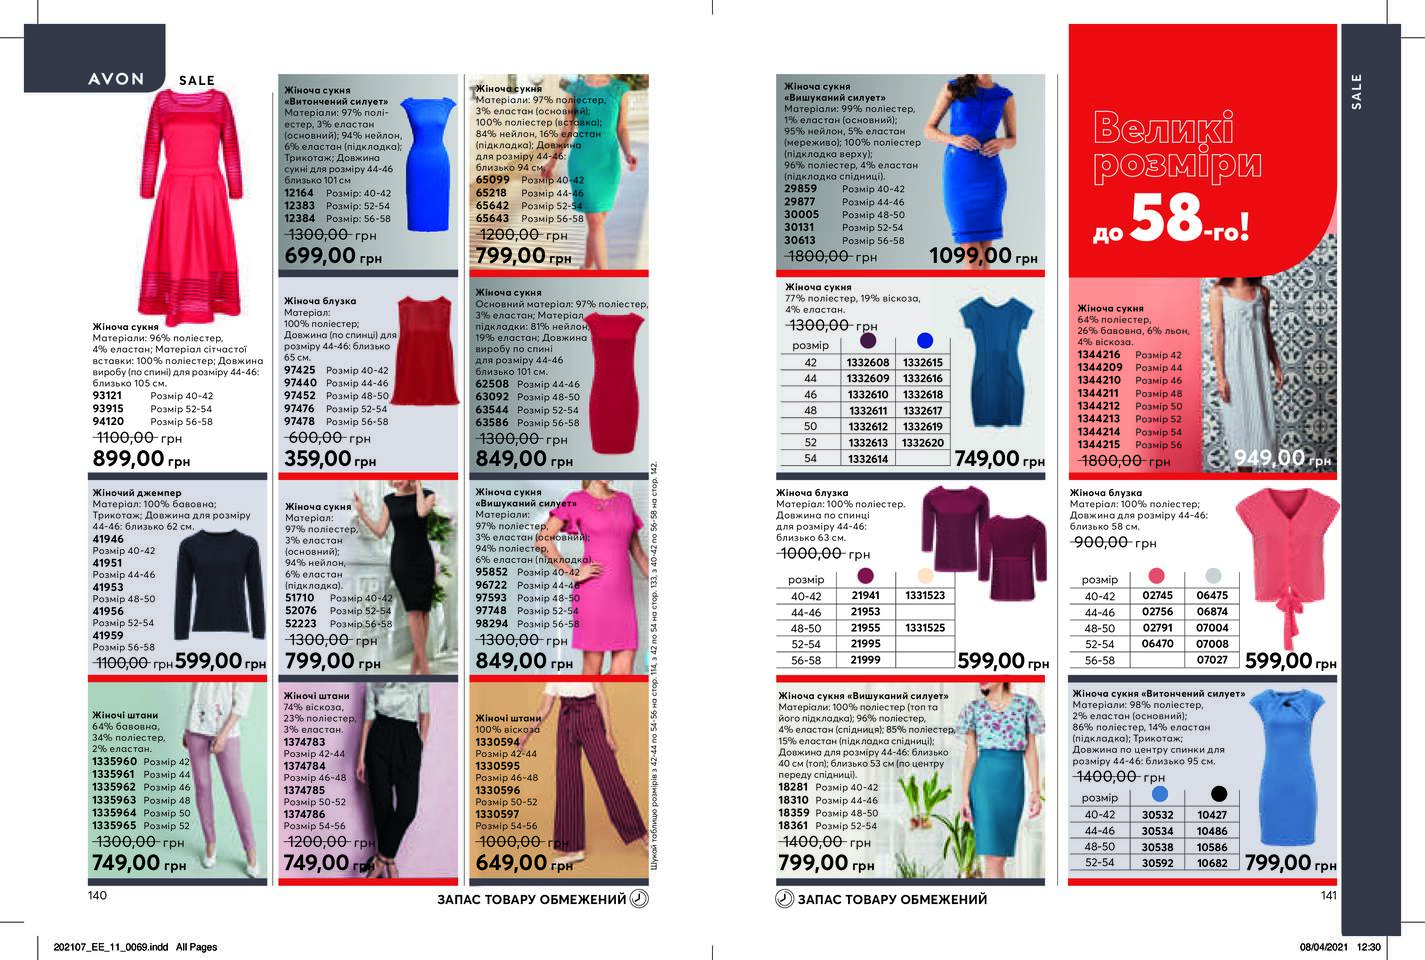 AVON
SALE
Жіноча сукня
Матеріали: 96% поліестер,
4% еластан; Матеріал сітчастої
вставки: 100% поліестер; Довжина
виробу (по спині) для розміру 44-46:
близько 105 см.
93121 Розмір 40-42
93915 Розмір 52-54
94120 Розмір 56-58
1100,00 грн
899,00 грн
Жіноча сукня
«Витончений силует»
Матеріали: 97% полі-
естер, 3% еластан
(основний); 94% нейлон,
6% еластан (підкладка);
Трикотаж; Довжина
сукні для розміру 44-46
близько 101 см
12164 Розмір: 40-42
12383 Розмір: 52-54
12384 Розмір: 56-58
1300,00 грн
699,00 грн
Жіноча сукня
Матеріали: 97% поліестер,
3% еластан (основний);
100% поліестер (вставка);
84% нейлон, 16% еластан
(підкладка); Довжина
для розміру 44-46:
близько 94 см.
65099 Розмір 40-42
65218 Розмір 44-46
65642 Розмір 52-54
65643 Розмір 56-58
1200,00 грн
799,00 грн
Жіноча блузка
Матеріал:
100% поліестер;
Довжина (по спинці) для
розміру 44-46: близько
65 см.
97425 Розмір 40-42
97440 Розмір 44-46
97452 Розмір 48-50
97476 Розмір 52-54
97478 Розмір 56-58
600,00 грн
359,00 грн
Жіноча сукня
Основний матеріал: 97% поліестер,
3% еластан; Матеріал
підкладки: 81% нейлон,
19% еластан; Довжина
виробу по спині
для розміру 44-46
близько 101 см.
62508 Розмір 44-46
63092 Розмір 48-50
63544 Розмір 52-54
63586 Розмір 56-58
1300,00 грн
849,00 грн
Жіночий джемпер
Матеріал: 100% бавовна;
Трикотаж; Довжина для розміру
44-46: близько 62 см.
41946
Розмір 40-42
41951
Розмір 44-46
41953
Розмір 48-50
41956
Розмір 52-54
41959
Розмір 56-58
1100,00 грн 599,00 грн
Жіноча сукня
Матеріал:
97% поліестер,
3% еластан
(основний);
94% нейлон,
6% еластан
(підкладка).
51710 Розмір 40-42
52076 Розмір 52-54
52223 Розмір 56-58
1300,00 грн
799,00 грн
Жіноча сукня
«Вишуканий силует»
Матеріали:
97% поліестер,
3% еластан (основний);
94% поліестер,
6% еластан (підкладка).
95852 Розмір 40-42
96722 Розмір 44-46
97593 Розмір 48-50
97748 Розмір 52-54
98294 Розмір 56-58
1300,00 грн
849,00 грн
Жіночі штани
64% бавовна,
34% поліестер,
2% еластан.
1335960 Розмір 42
1335961 Розмір 44
1335962 Розмір 46
1335963 Розмір 48
1335964 Розмір 50
1335965 Розмір 52
1300,00 грн
749,00 грн
Жіночі штани
74% віскоза,
23% поліестер,
3% еластан.
1374783
Розмір 42-44
1374784
Розмір 46-48
1374785
Розмір 50-52
1374786
Розмір 54-56
1200,00 грн
749,00 грн
Жіночі штани
100% віскоза
1330594
Розмір 42-44
1330595
Розмір 46-48
1330596
Розмір 50-52
1330597
Розмір 54-56
1000,00 грн
649,00 грн
Шукай таблицю розмірів з 42-44 по 54-56 на стор. 114, з 42 по 54 на стор. 133, з 40-42 по 56-58 на стор. 142.
140
ЗАПАС ТОВАРУ ОБМЕЖЕНИЙ
Жіноча сукня
«Вишуканий силует»
Матеріали: 99% поліестер,
1% еластан (основний);
95% нейлон, 5% еластан
(мереживо); 100% поліестер
(підкладка верху);
96% поліестер, 4% еластан
(підкладка спідниці).
29859 Розмір 40-42
29877 Розмір 44-46
30005 Розмір 48-50
30131 Розмір 52-54
30613 Розмір 56-58
1800,00 грн 1099,00 грн
Великі
розміри
до 58-го!
SALE
Жіноча сукня
77% поліестер, 19% віскоза,
4% еластан.
1300,00 грн
розмір
42 1332608 1332615
44 1332609 1332616
46 1332610 1332618
48 1332611 1332617
50 1332612 1332619
52 1332613 1332620
54 1332614
749,00 грн
Жіноча сукня
64% поліестер,
26% бавовна, 6% льон,
4% віскоза.
1344216 Розмір 42
1344209 Розмір 44
1344210 Розмір 46
1344211 Розмір 48
1344212 Розмір 50
1344213 Розмір 52
1344214 Розмір 54
1344215 Розмір 56
1800,00 грн 949,00 грн
Жіноча блузка
Матеріал: 100% поліестер.
Довжина по спинці
для розміру 44-46:
близько 63 см.
1000,00 грн
розмір
40-42 21941 1331523
44-46 21953
48-50 21955 1331525
52-54 21995
56-58 21999
599,00 грн
Жіноча блузка
Матеріал: 100% поліестер;
Довжина для розміру 44-46:
близько 58 см.
900,00 грн
розмір
40-42 02745 06475
44-46 02756 06874
48-50 02791 07004
52-54 06470 07008
56-58 07027
599,00 грн
Жіноча сукня «Вишуканий силует»
Матеріали: 100% поліестер (топ та
його підкладка); 96% поліестер,
4% еластан (спідниця); 85% поліестер,
15% еластан (підкладка спідниці);
Довжина для розміру 44-46: близько
40 см (топ); близько 53 см (по центру
переду спідниці).
18281 Розмір 40-42
18310 Розмір 44-46
18359 Розмір 48-50
18361 Розмір 52-54
1400,00 грн
799,00 грн
Жіноча сукня «Витончений силует»
Матеріали: 98% поліестер,
2% еластан (основний);
86% поліестер, 14% еластан
(підкладка); Трикотаж;
Довжина по центру спинки для
розміру 44-46: близько 95 см.
1400,00 грн
розмір
40-42 30532 10427
44-46 30534 10486
48-50 30538 10586
52-54 30592 10682
799,00 грн
ЗАПАС ТОВАРУ ОБМЕЖЕНИЙ
141
202107_EE_11_0069.indd All Pages
08/04/2021 12:30